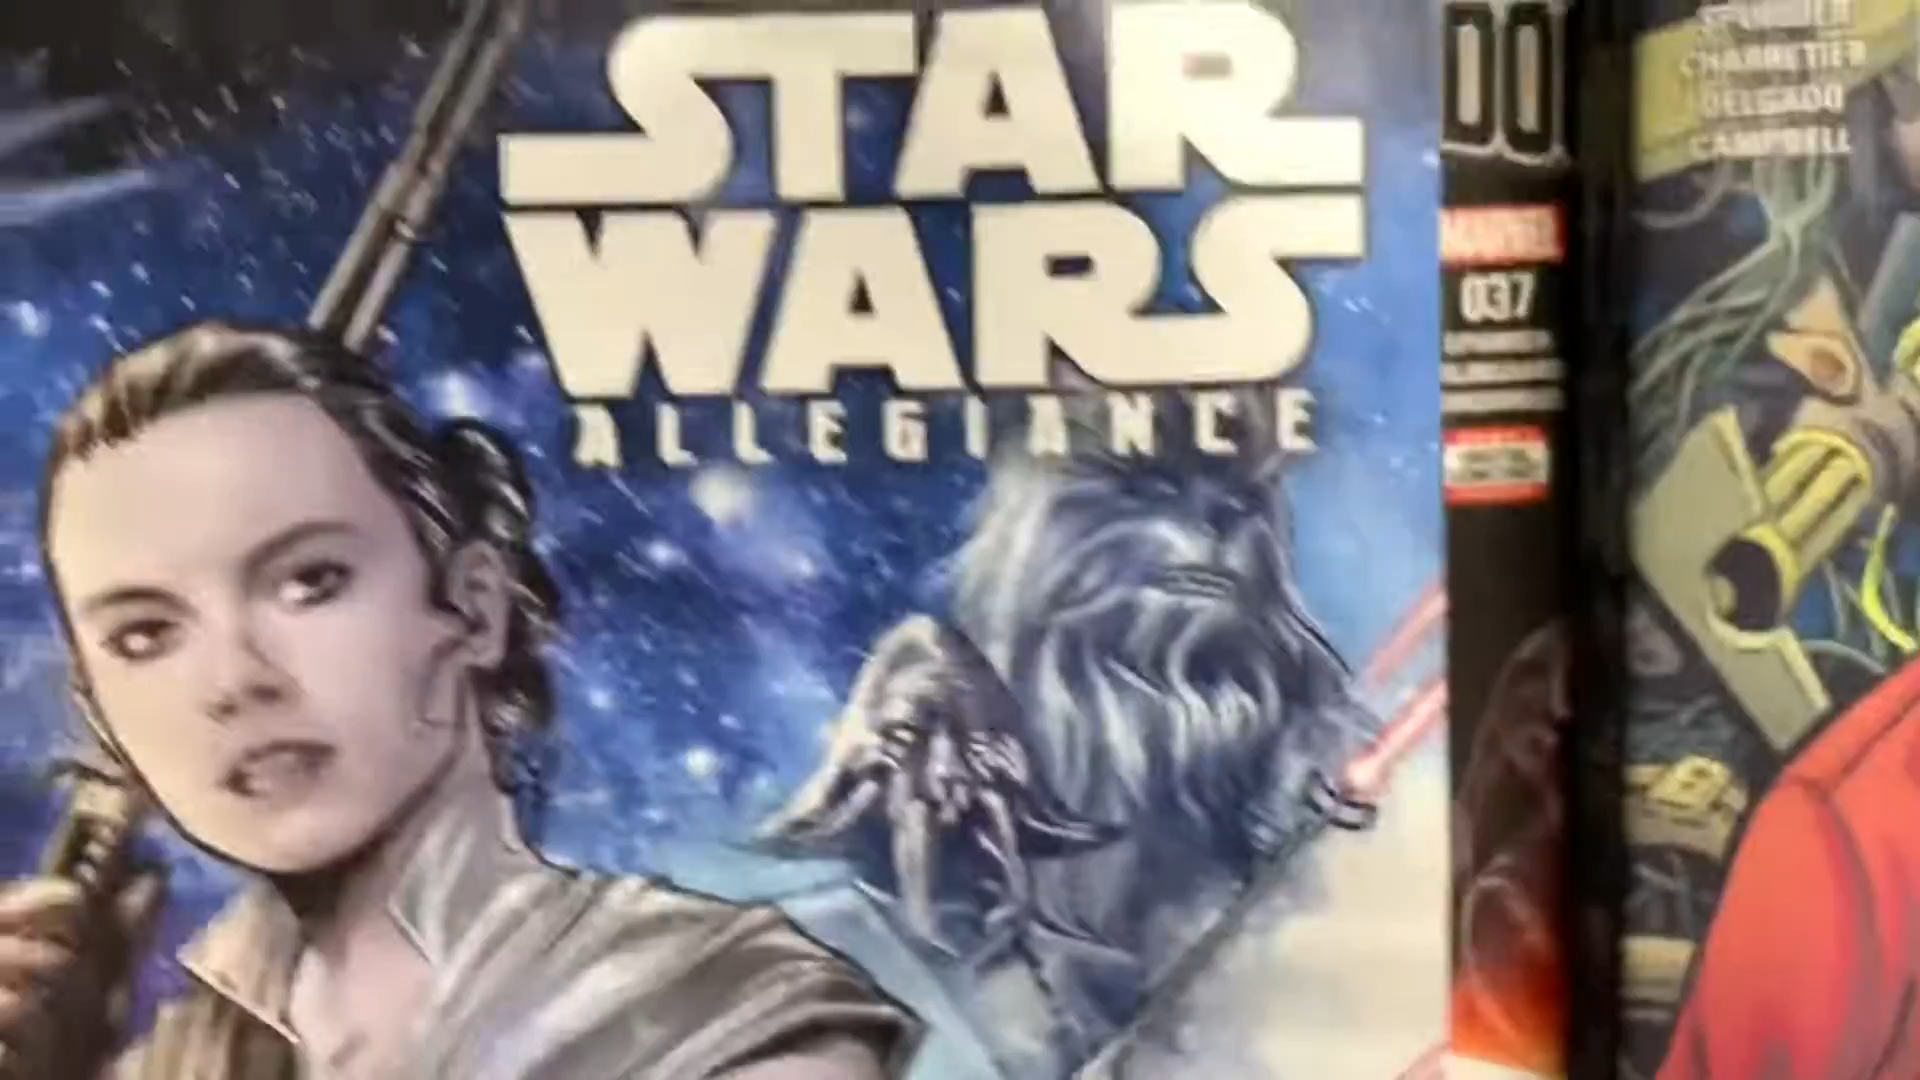 STAR
WARS
ALLEGIANCE
MARVEL
037
CHARRETIER
DELGADO
CAMPBELL